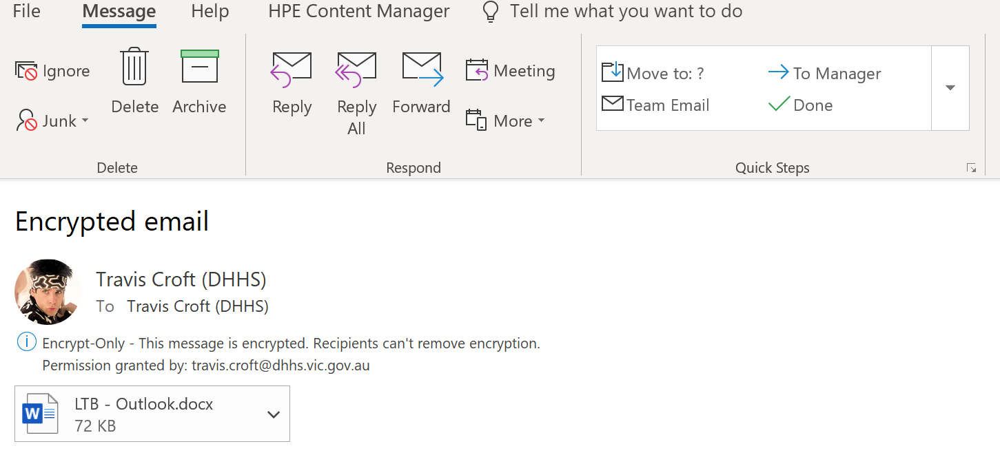 File Message Help HPE Content Manager Tell me what you want to do
Ignore
Junk
Delete
Archive
Delete
Reply
Reply All
Forward
Meeting
More
Respond
Move to: ? To Manager
Team Email Done
Quick Steps
Encrypted email
Travis Croft (DHHS)
To Travis Croft (DHHS)
Encrypt-Only - This message is encrypted. Recipients can't remove encryption.
Permission granted by: travis.croft@dhhs.vic.gov.au
W
LTB - Outlook.docx
72 KB